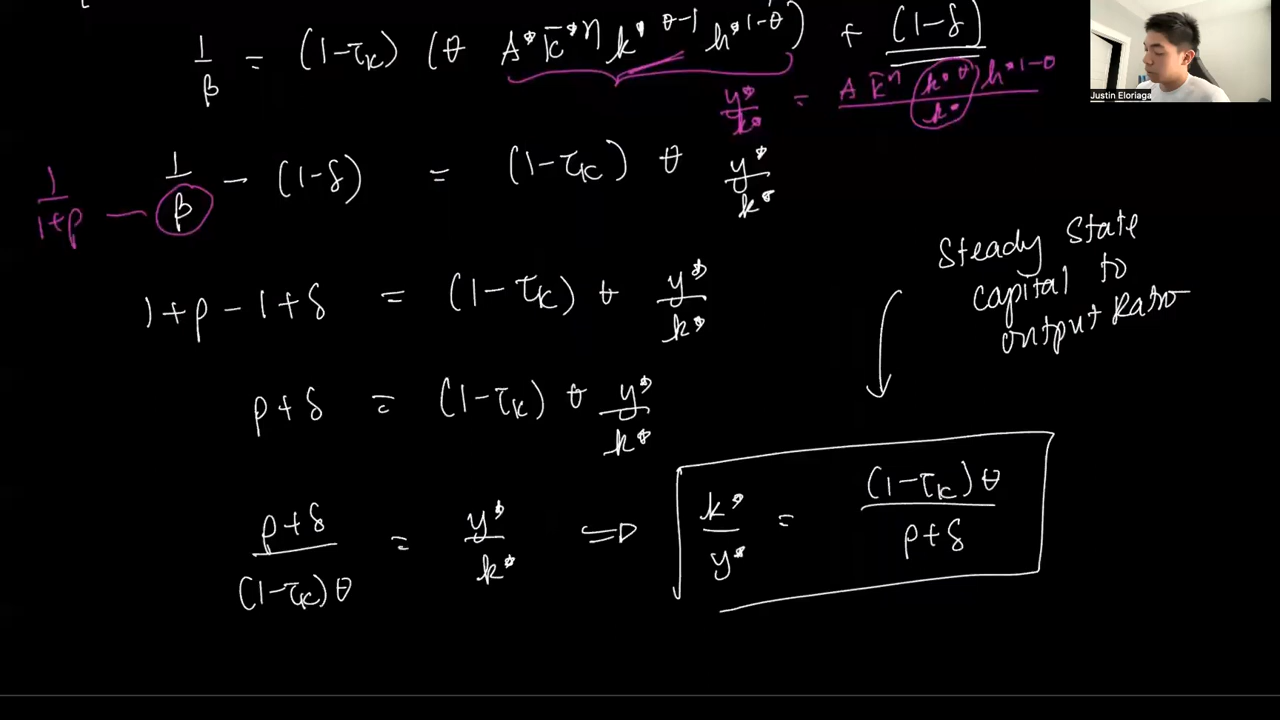 1/β = (1-τₖ) (θ A* k̄*^η k*^θ-1 h*^1-θ) + (1-δ)
y*/k* = A k̄^η k*^θ h*^1-θ / k*
1/1+ρ — 1/β - (1-δ) = (1-τₖ) θ y*/k*
1+ρ-1+δ = (1-τₖ) θ y*/k*
ρ+δ = (1-τₖ) θ y*/k*
ρ+δ/(1-τₖ)θ = y*/k* ⇒ k*/y* = (1-τₖ)θ/ρ+δ
Steady State
capital to
output Ratio
Justin Eloriaga